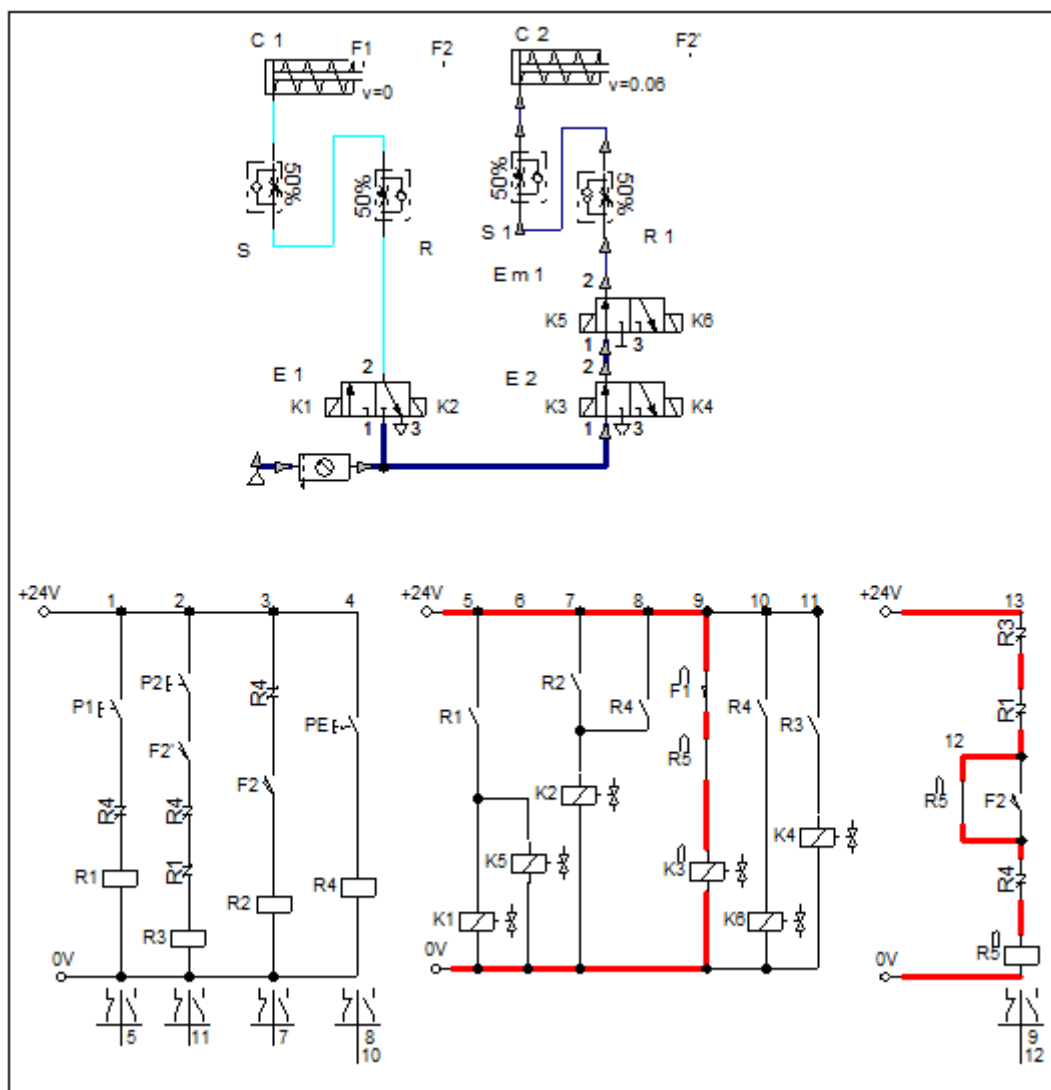 C 1 F1 F2 C 2 F2'
v=0 v=0.06
50% 50% 50% 50%
S R S 1 R 1
E m 1
2
K5 K6
1 3
E 1 2 E 2 2
K1 K2 K3 K4
1 3 1 3
+24V 1 2 3 4 +24V 5 6 7 8 9 10 11 +24V 13
R3
P1 P2 R4 PE R1 R2 R4 F1 R4 R3 R1
F2' R5 12
F2 R5 F2
R4 R4 K2 K4
R1 R1 R4 K5 K3 R4
R2 K1 K6
R3 R5
0V 0V 0V
5 11 7 8 9
10 12